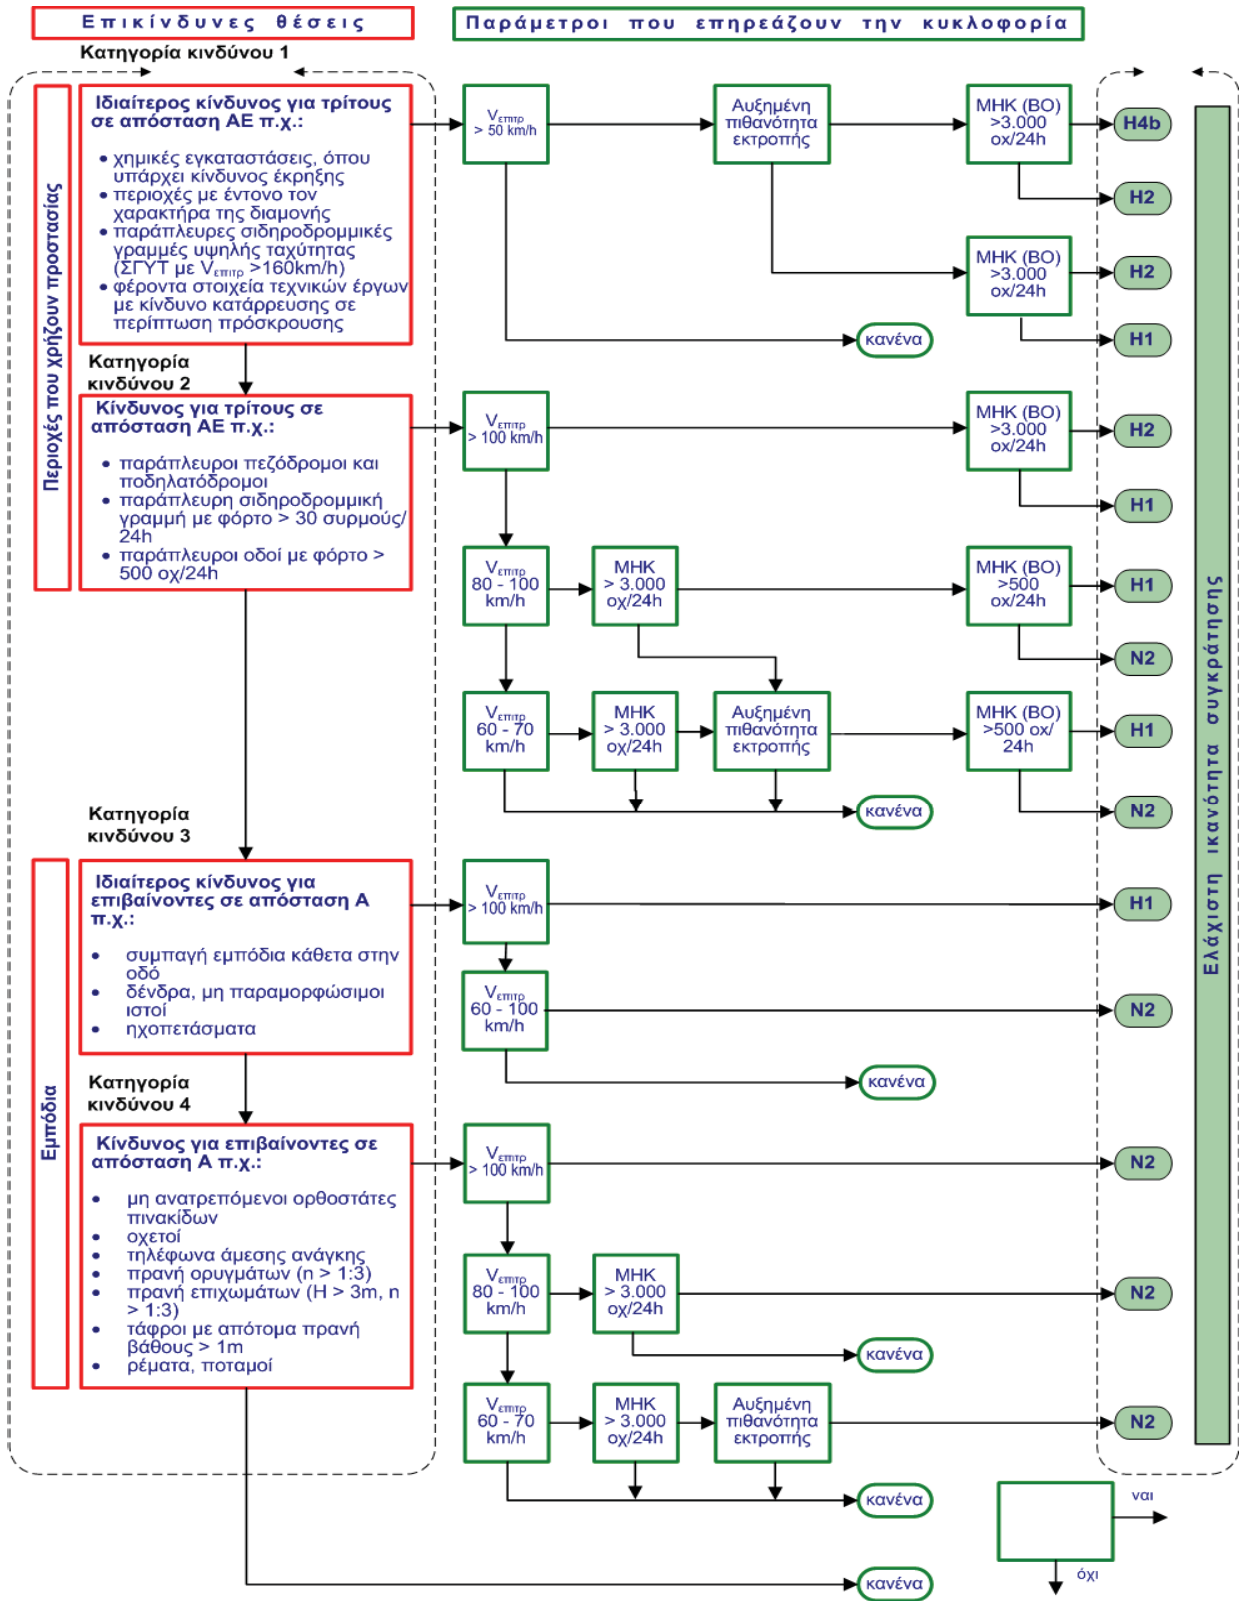 Επικίνδυνες θέσεις
Παράμετροι που επηρεάζουν την κυκλοφορία
Κατηγορία κινδύνου 1
Περιοχές που χρήζουν προστασίας
Ιδιαίτερος κίνδυνος για τρίτους
σε απόσταση ΑΕ π.χ.:
• χημικές εγκαταστάσεις, όπου
υπάρχει κίνδυνος έκρηξης
• περιοχές με έντονο τον
χαρακτήρα της διαμονής
• παράπλευρες σιδηροδρομμικές
γραμμές υψηλής ταχύτητας
(ΣΓΥΤ με Vεπιτρ >160km/h)
• φέροντα στοιχεία τεχνικών έργων
με κίνδυνο κατάρρευσης σε
περίπτωση πρόσκρουσης
Vεπιτρ
> 50 km/h
Αυξημένη
πιθανότητα
εκτροπής
ΜΗΚ (ΒΟ)
>3.000
οχ/24h
H4b
H2
ΜΗΚ (ΒΟ)
>3.000
οχ/24h
H2
H1
κανένα
Κατηγορία
κινδύνου 2
Κίνδυνος για τρίτους σε
απόσταση ΑΕ π.χ.:
• παράπλευροι πεζόδρομοι και
ποδηλατόδρομοι
• παράπλευρη σιδηροδρομμική
γραμμή με φόρτο > 30 συρμούς/
24h
• παράπλευροι οδοί με φόρτο >
500 οχ/24h
Vεπιτρ
> 100 km/h
ΜΗΚ (ΒΟ)
>3.000
οχ/24h
H2
H1
Vεπιτρ
80 - 100
km/h
ΜΗΚ
> 3.000
οχ/24h
ΜΗΚ (ΒΟ)
>500
οχ/24h
H1
N2
Vεπιτρ
60 - 70
km/h
ΜΗΚ
> 3.000
οχ/24h
Αυξημένη
πιθανότητα
εκτροπής
ΜΗΚ (ΒΟ)
>500 οχ/
24h
H1
N2
κανένα
Κατηγορία
κινδύνου 3
Εμπόδια
Ιδιαίτερος κίνδυνος για
επιβαίνοντες σε απόσταση Α
π.χ.:
• συμπαγή εμπόδια κάθετα στην
οδό
• δένδρα, μη παραμορφώσιμοι
ιστοί
• ηχοπετάσματα
Vεπιτρ
> 100 km/h
H1
Vεπιτρ
60 - 100
km/h
N2
κανένα
Κατηγορία
κινδύνου 4
Κίνδυνος για επιβαίνοντες σε
απόσταση Α π.χ.:
• μη ανατρεπόμενοι ορθοστάτες
πινακίδων
• οχετοί
• τηλέφωνα άμεσης ανάγκης
• πρανή ορυγμάτων (n > 1:3)
• πρανή επιχωμάτων (H > 3m, n
> 1:3)
• τάφροι με απότομα πρανή
βάθους > 1m
• ρέματα, ποταμοί
Vεπιτρ
> 100 km/h
N2
Vεπιτρ
80 - 100
km/h
ΜΗΚ
> 3.000
οχ/24h
N2
κανένα
Vεπιτρ
60 - 70
km/h
ΜΗΚ
> 3.000
οχ/24h
Αυξημένη
πιθανότητα
εκτροπής
N2
κανένα
κανένα
Ελάχιστη ικανότητα συγκράτησης
ναι
όχι